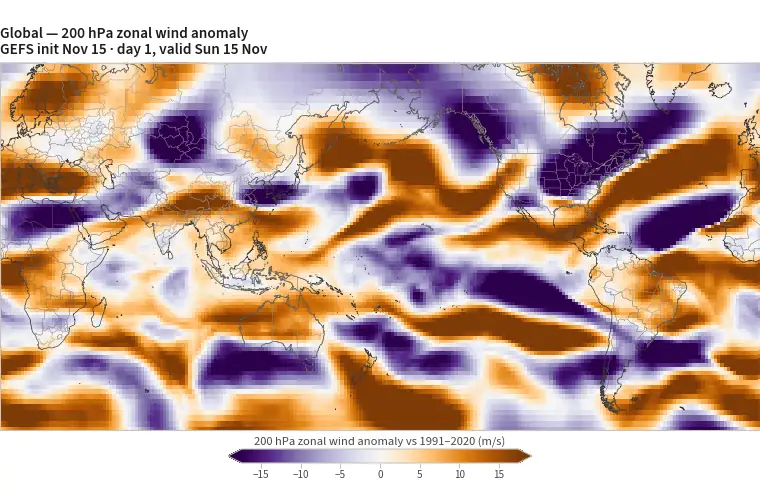 Global — 200 hPa zonal wind anomaly
GEFS init Nov 15 · day 1, valid Sun 15 Nov
200 hPa zonal wind anomaly vs 1991–2020 (m/s)
−15 −10 −5 0 5 10 15